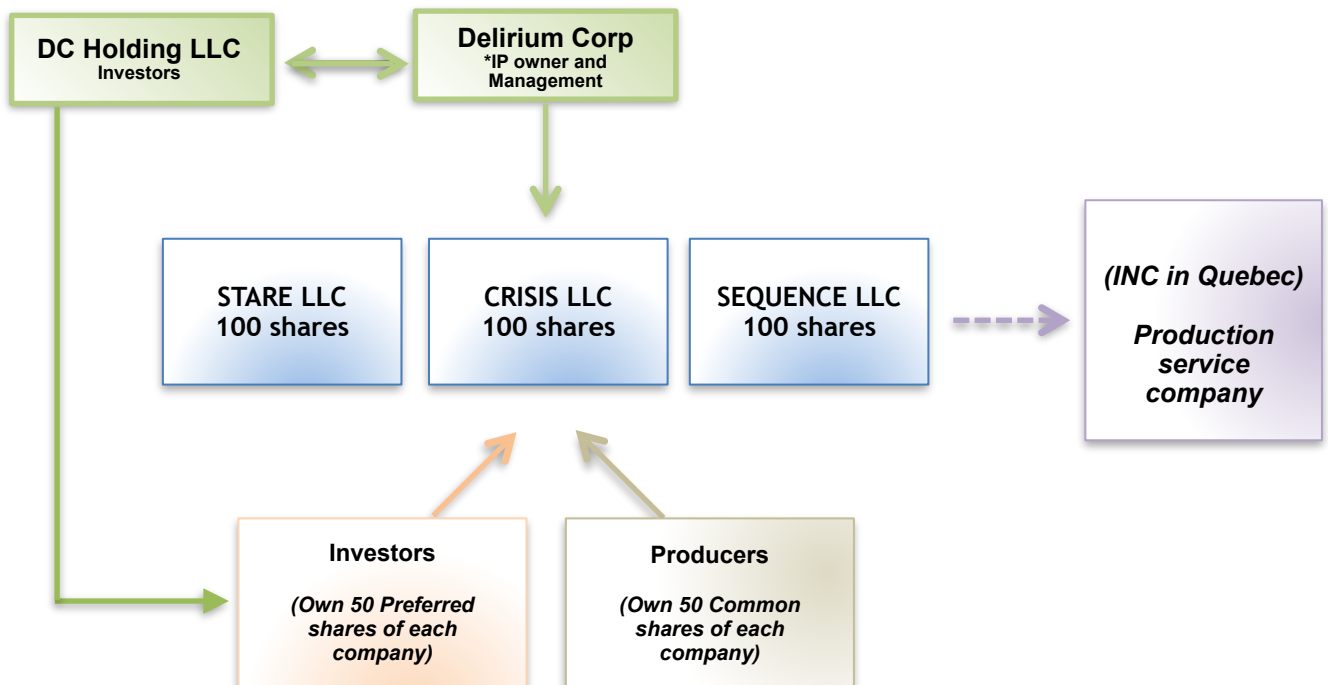 DC Holding LLC
Investors
Delirium Corp
*IP owner and
Management
STARE LLC
100 shares
CRISIS LLC
100 shares
SEQUENCE LLC
100 shares
(INC in Quebec)
Production
service
company
Investors
(Own 50 Preferred
shares of each
company)
Producers
(Own 50 Common
shares of each
company)